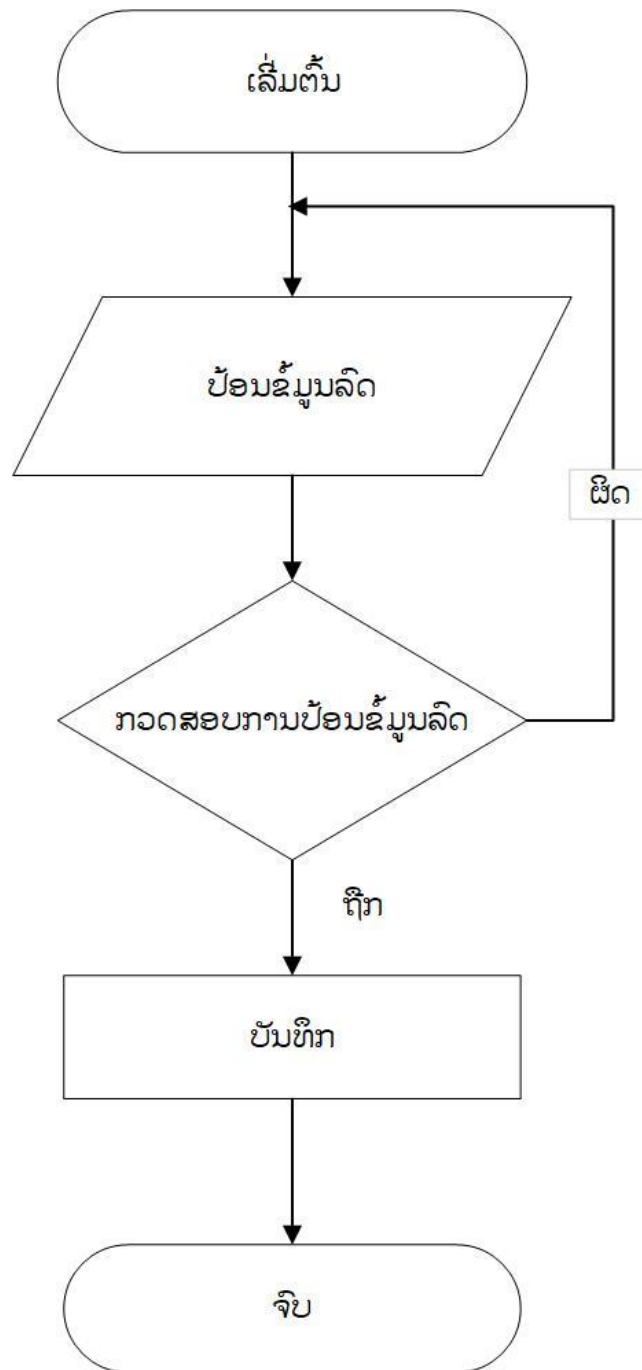 ເລີ່ມຕົ້ນ
ປ້ອນຂໍ້ມູນລົດ
ຜິດ
ກວດສອບການປ້ອນຂໍ້ມູນລົດ
ຖືກ
ບັນທຶກ
ຈົບ